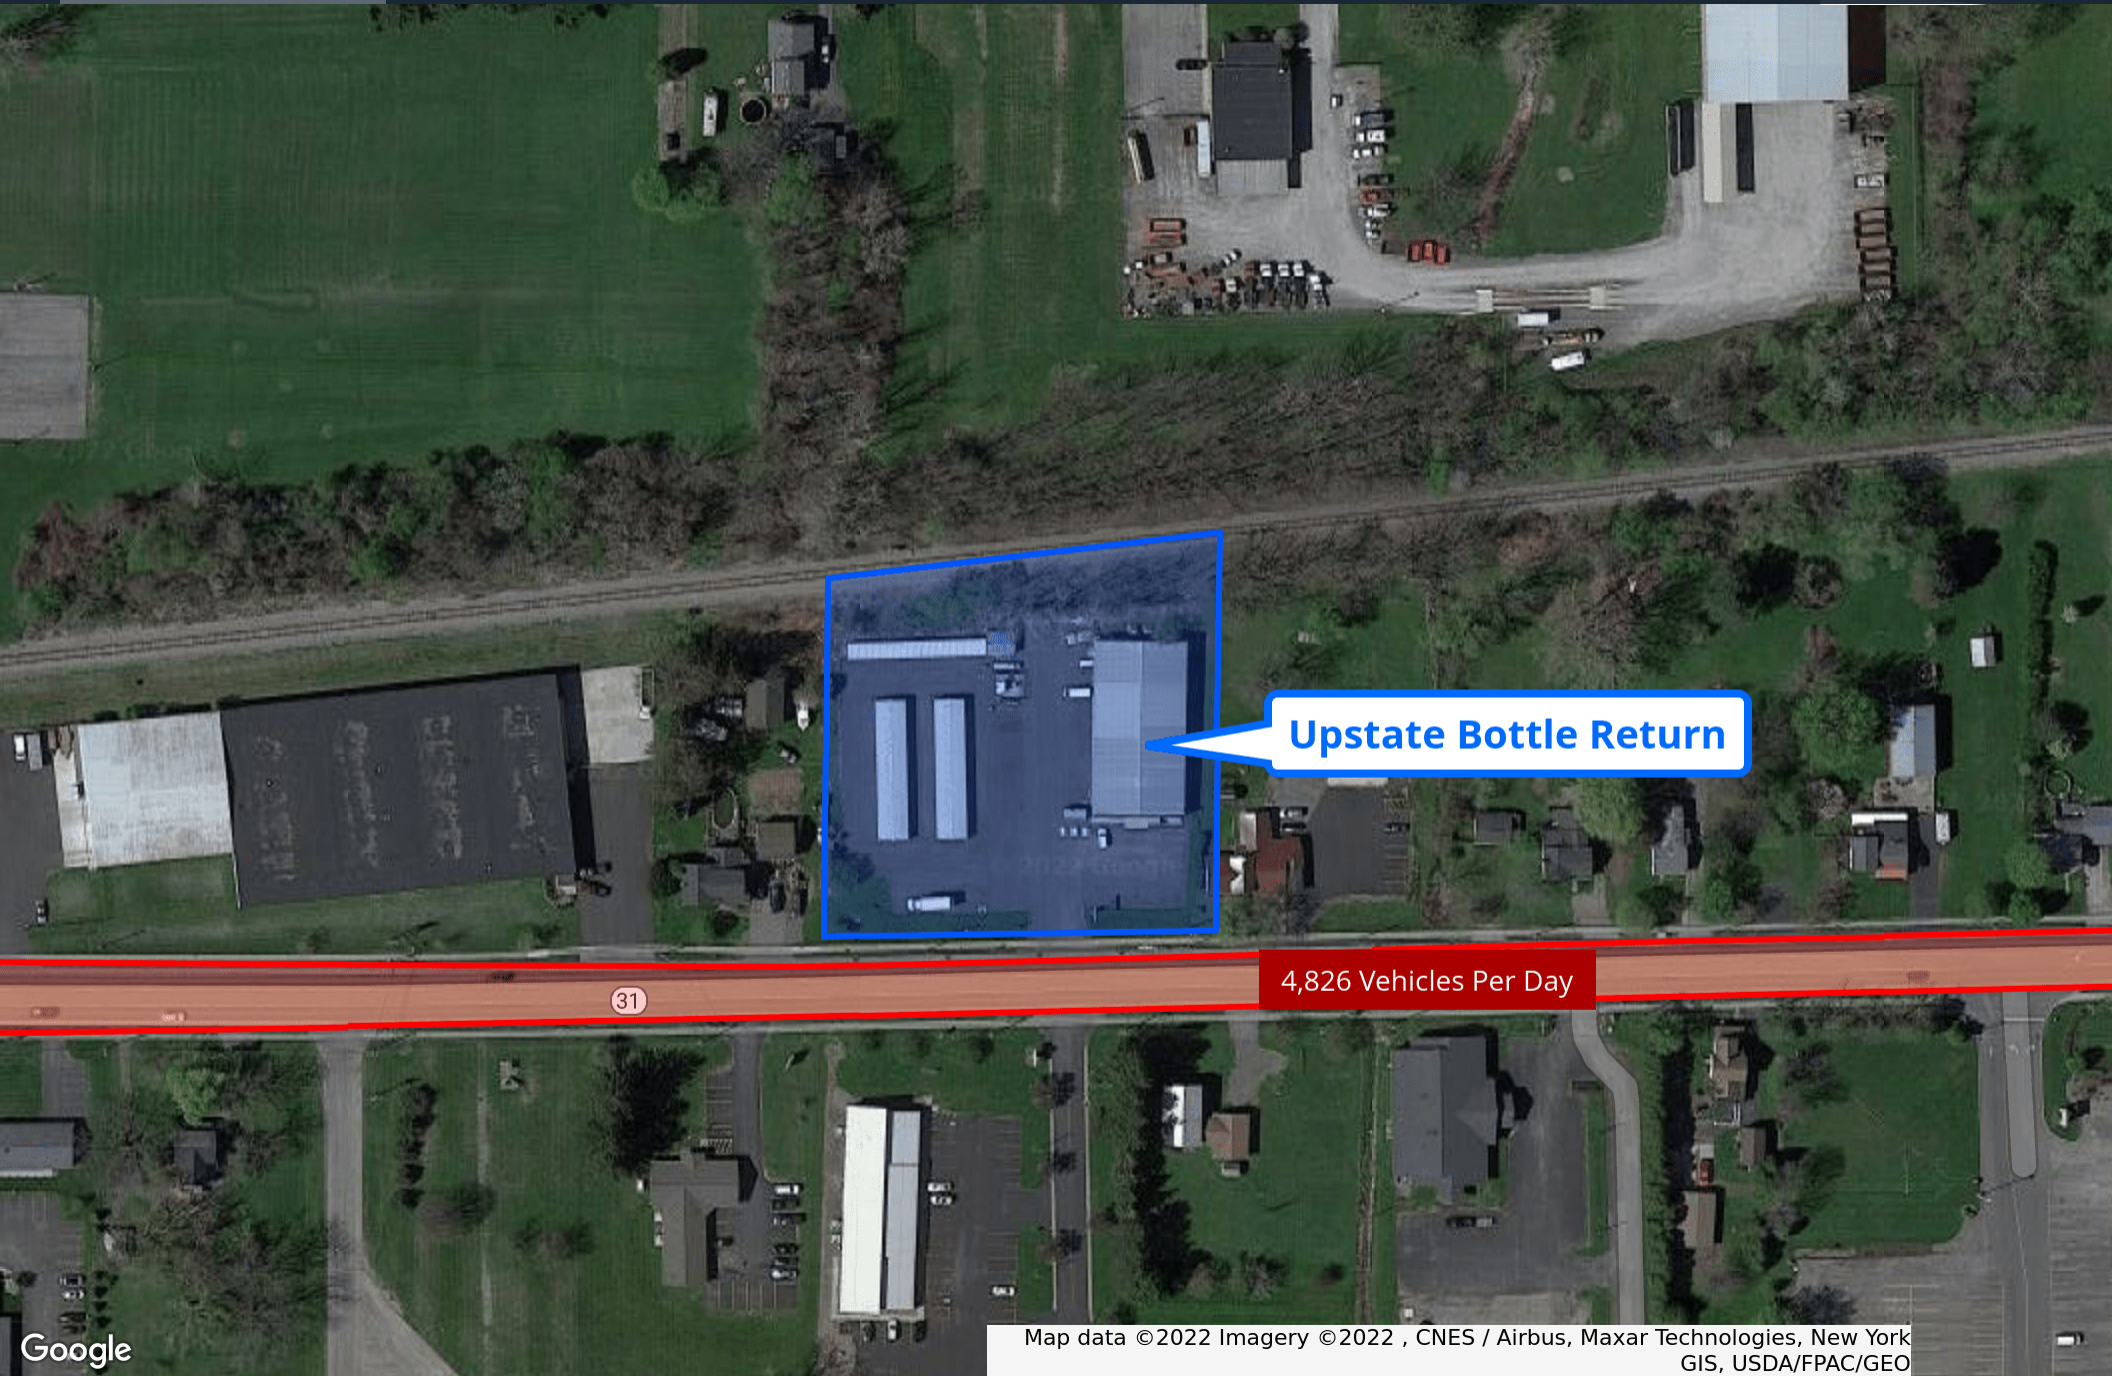 Upstate Bottle Return
4,826 Vehicles Per Day
31
Google
Map data ©2022 Imagery ©2022 , CNES / Airbus, Maxar Technologies, New York
GIS, USDA/FPAC/GEO